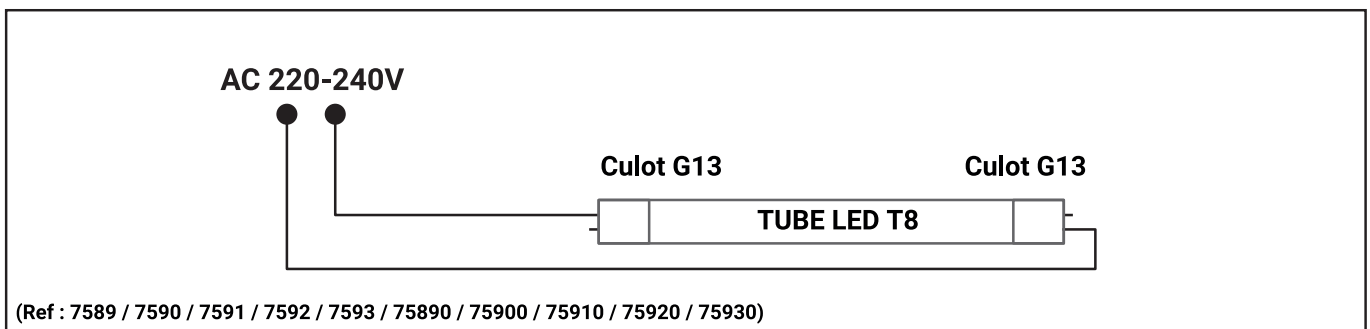 AC 220-240V
Culot G13 Culot G13
TUBE LED T8
(Ref : 7589 / 7590 / 7591 / 7592 / 7593 / 75890 / 75900 / 75910 / 75920 / 75930)